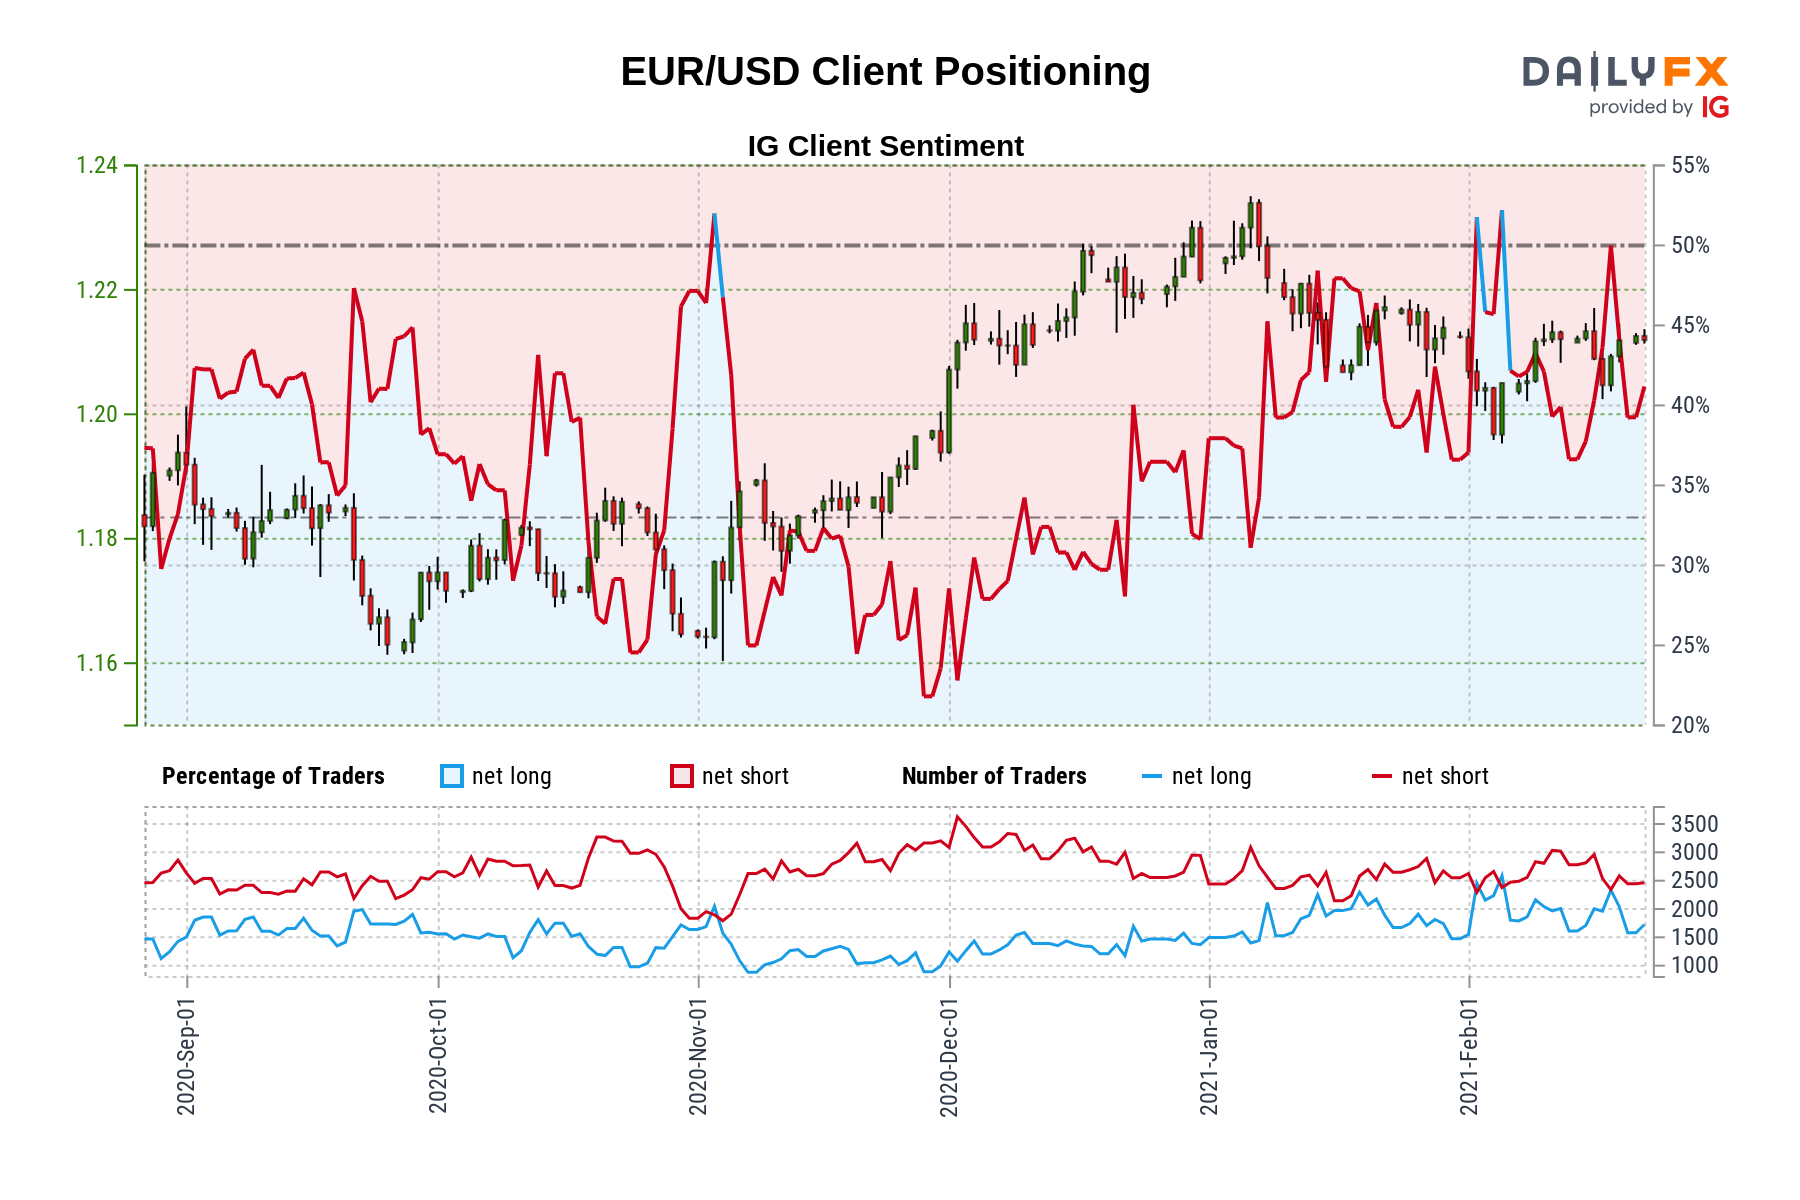 EUR/USD Client Positioning
DAILYFX
provided by IG
IG Client Sentiment
1.24
1.22
1.20
1.18
1.16
55%
50%
45%
40%
35%
30%
25%
20%
Percentage of Traders net long net short Number of Traders net long net short
3500
3000
2500
2000
1500
1000
2020-Sep-01
2020-Oct-01
2020-Nov-01
2020-Dec-01
2021-Jan-01
2021-Feb-01